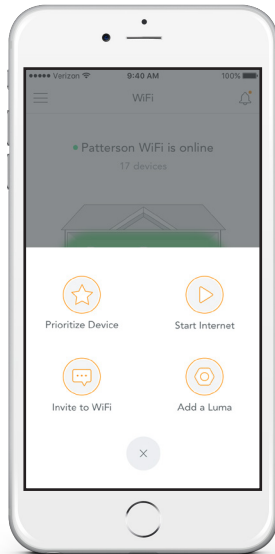 Verizon 9:40 AM 100%
WiFi
Patterson WiFi is online
17 devices
Prioritize Device Start Internet
Invite to WiFi Add a Luma